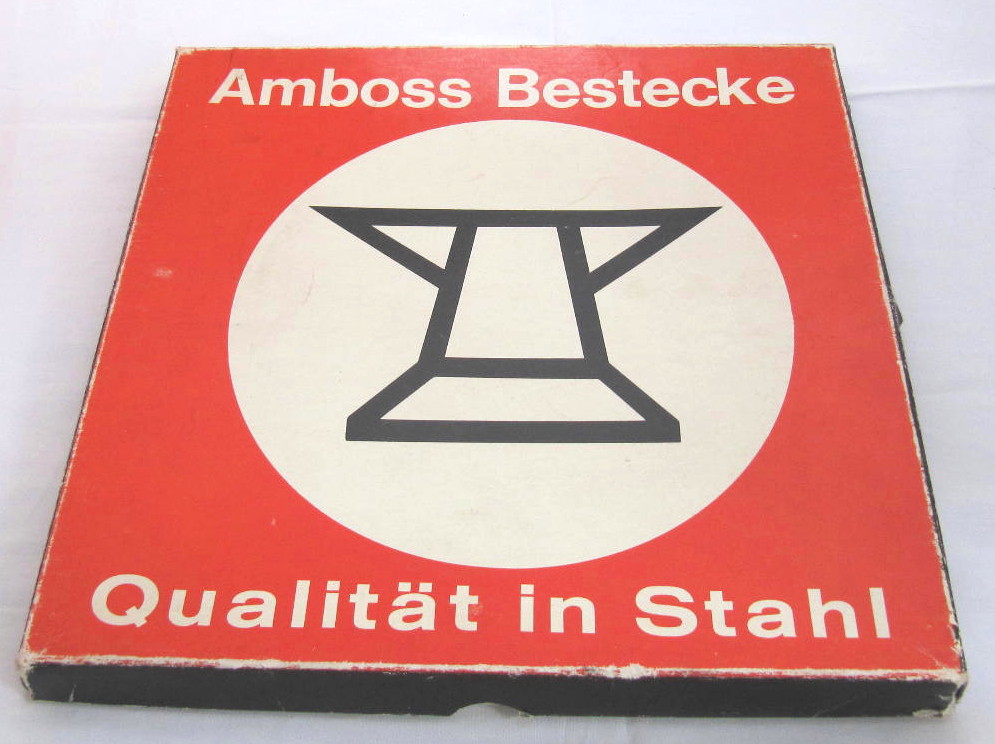 Amboss Bestecke
Qualität in Stahl